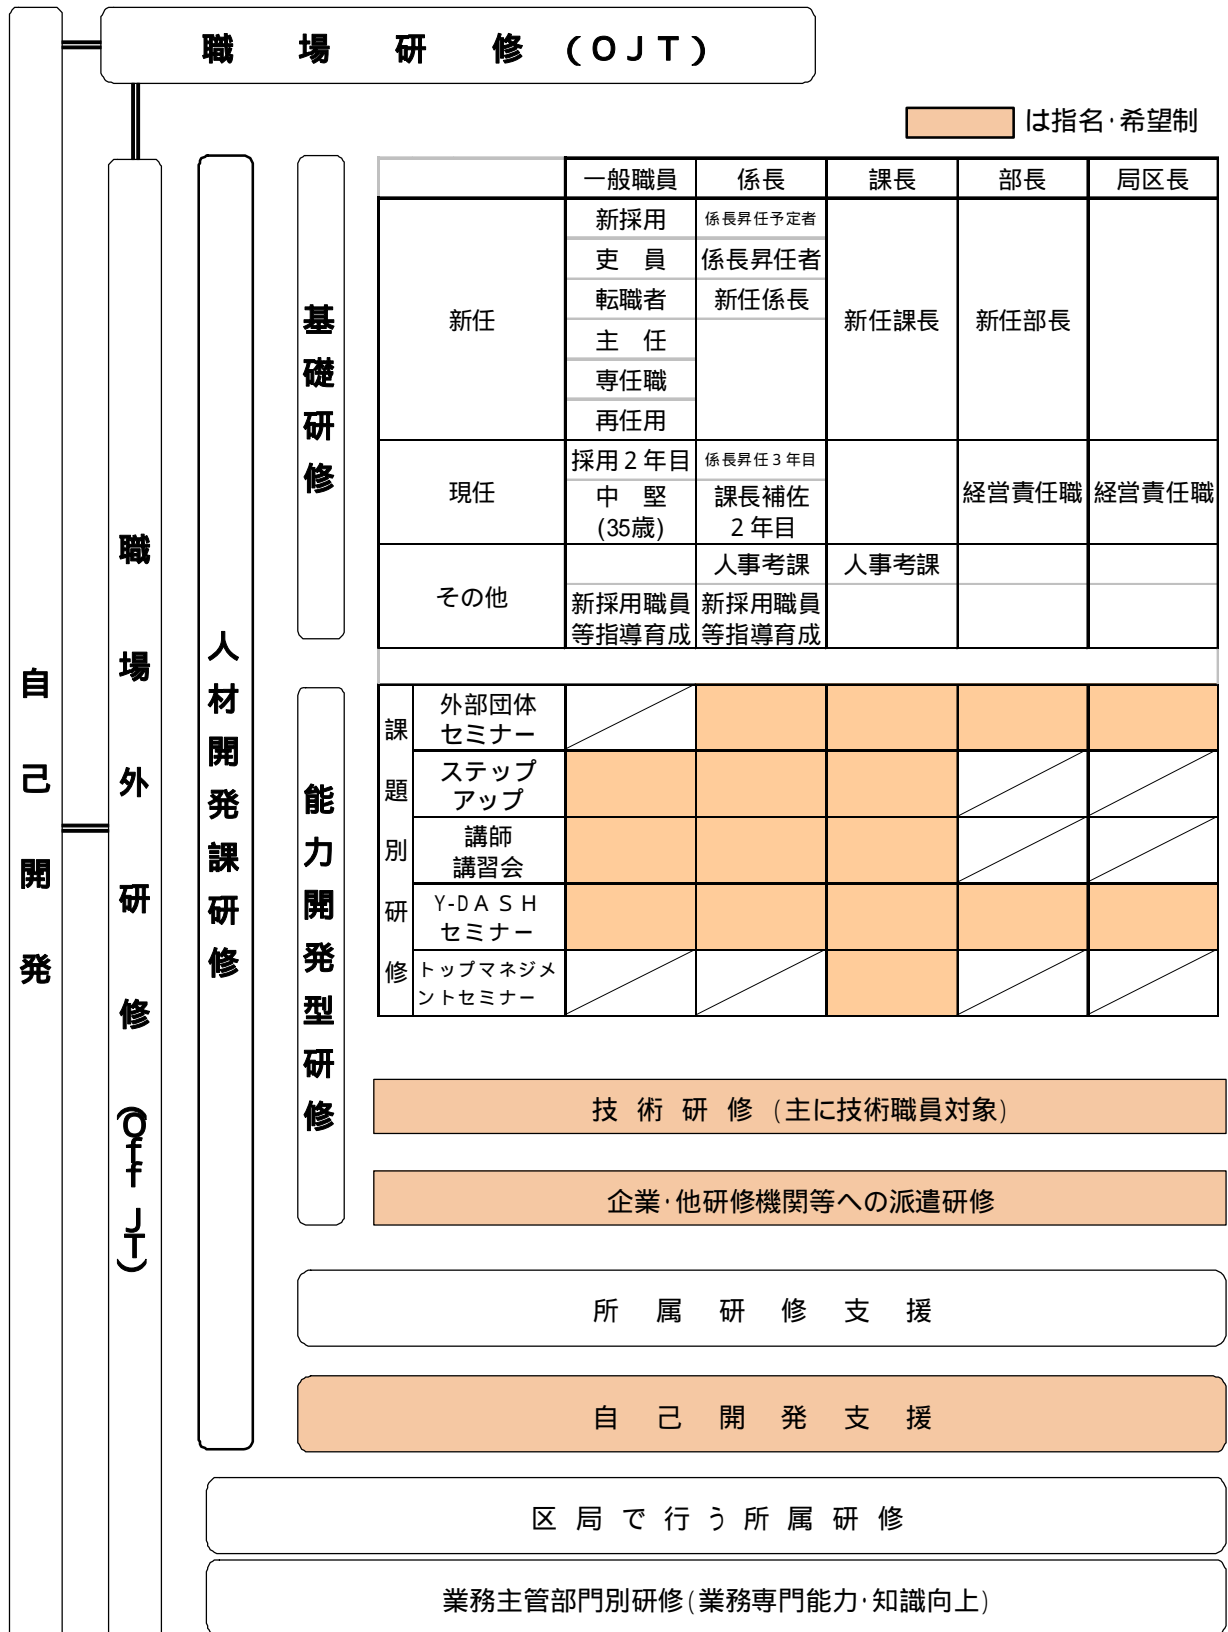 職場研修(OJT)
は指名・希望制
自己開発
職場外研修(Off JT)
人材開発課研修
基礎研修
一般職員 係長 課長 部長 局区長
新任
新採用 係長昇任予定者
吏員 係長昇任者
転職者 新任係長
新任課長 新任部長
主任
専任職
再任用
現任
採用2年目 係長昇任3年目
中堅 課長補佐
(35歳) 2年目
経営責任職 経営責任職
その他
人事考課 人事考課
新採用職員 新採用職員
等指導育成 等指導育成
能力開発型研修
課題別研修
外部団体
セミナー
ステップ
アップ
講師
講習会
Y-DASH
セミナー
トップマネジメ
ントセミナー
技術研修(主に技術職員対象)
企業・他研修機関等への派遣研修
所属研修支援
自己開発支援
区局で行う所属研修
業務主管部門別研修(業務専門能力・知識向上)